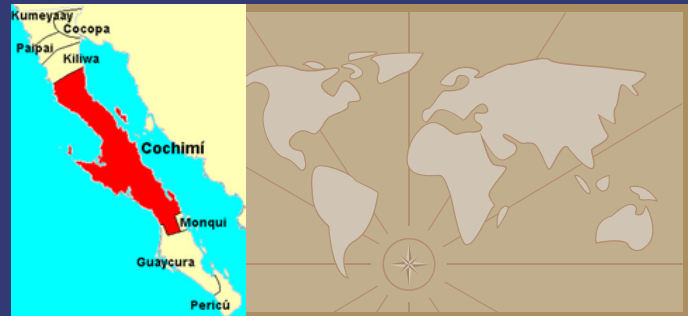 Kumeyaay
Cocopa
Paipai
Kiliwa
Cochimí
Monqui
Guaycura
Pericú